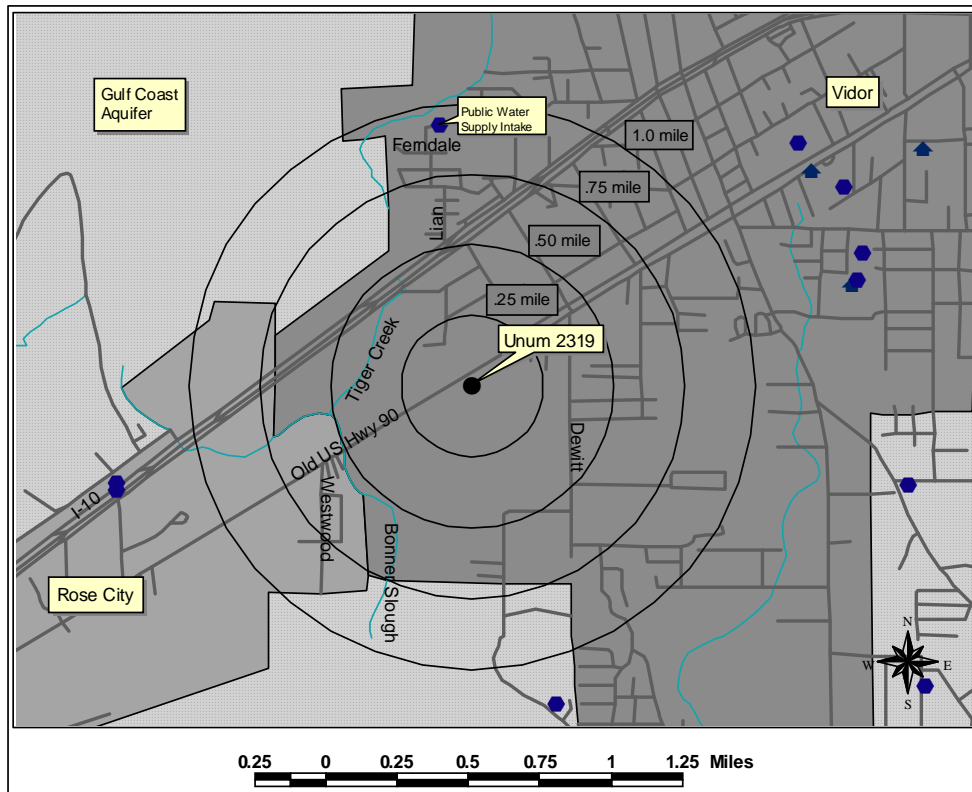 Gulf Coast
Aquifer
Public Water
Supply Intake
Vidor
Ferndale
1.0 mile
.75 mile
Lian
.50 mile
.25 mile
Unum 2319
Tiger Creek
Old US Hwy 90
Dewitt
I-10
Westwood
Bonner Slough
Rose City
N
W
E
S
0.25 0 0.25 0.5 0.75 1 1.25 Miles